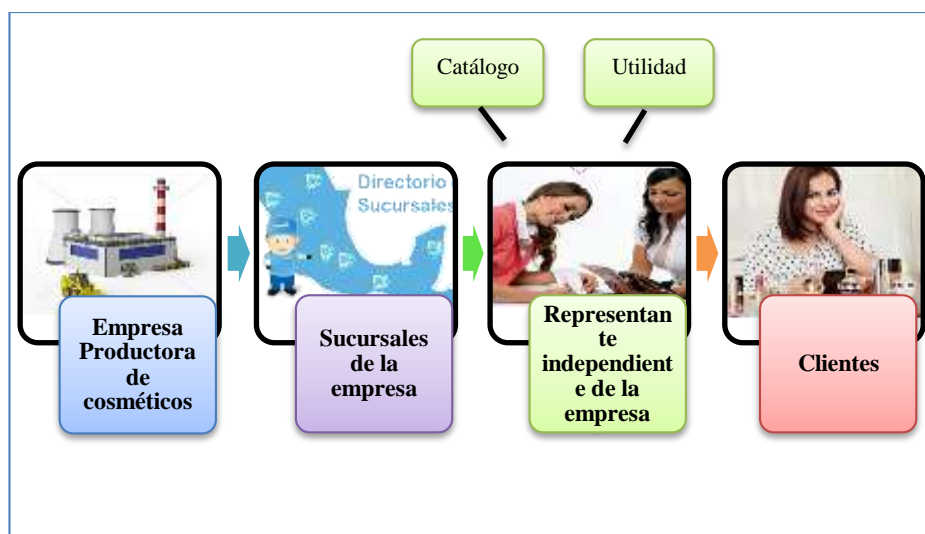 Catálogo
Utilidad
Directorio
Sucursales
Empresa
Productora
de
cosméticos
Sucursales
de la
empresa
Representan
te
independient
e de la
empresa
Clientes